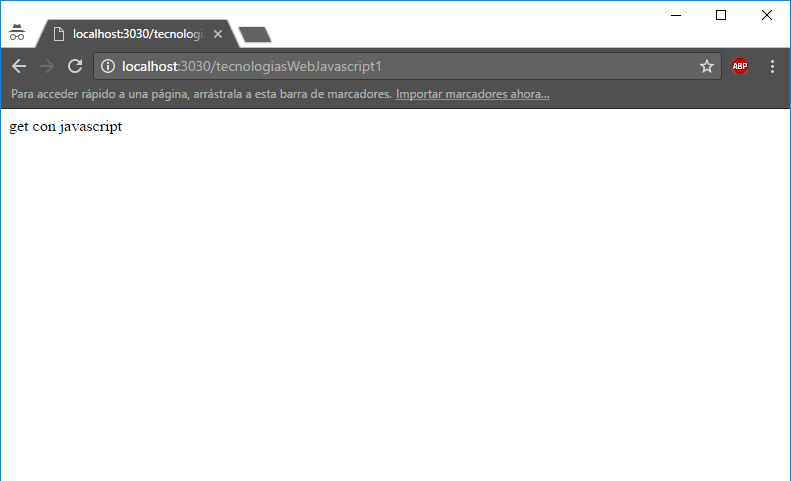 localhost:3030/tecnologias
localhost:3030/tecnologiasWebJavascript1
ABP
Para acceder rápido a una página, arrástrala a esta barra de marcadores. Importar marcadores ahora...
get con javascript